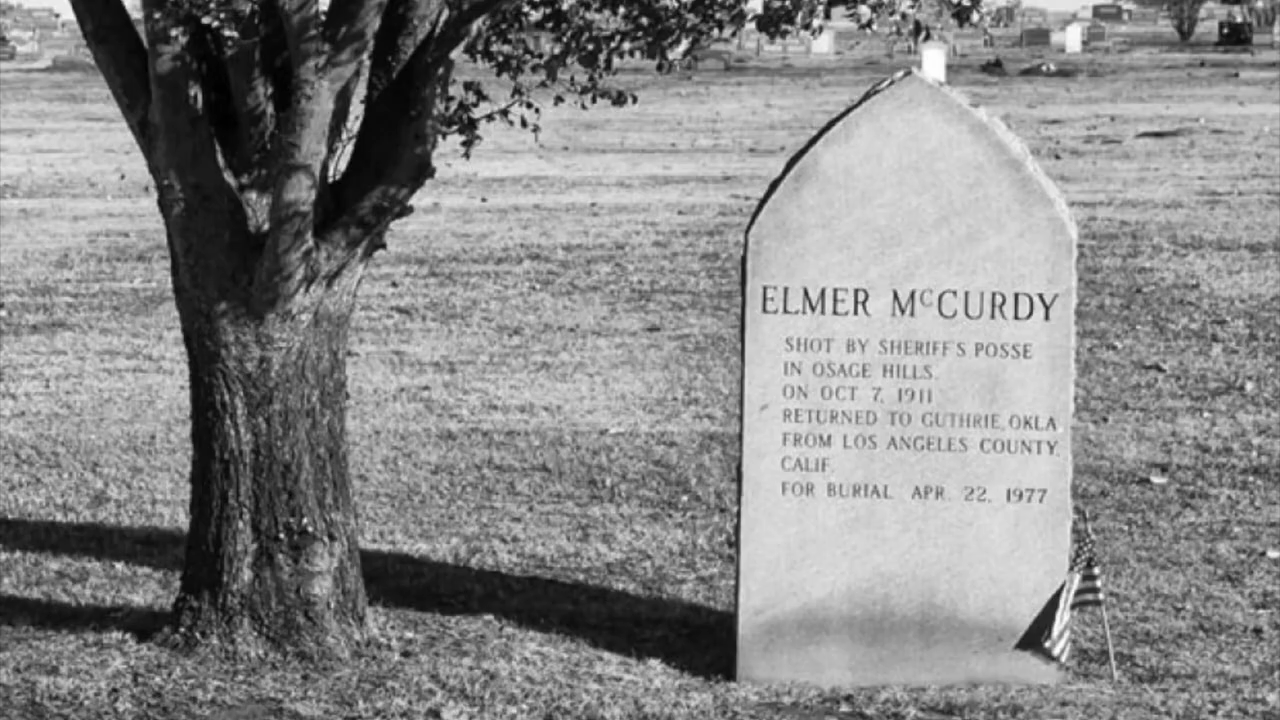 ELMER McCURDY
SHOT BY SHERIFF'S POSSE
IN OSAGE HILLS
ON OCT 7, 1911
RETURNED TO GUTHRIE, OKLA
FROM LOS ANGELES COUNTY,
CALIF.
FOR BURIAL APR. 22, 1977